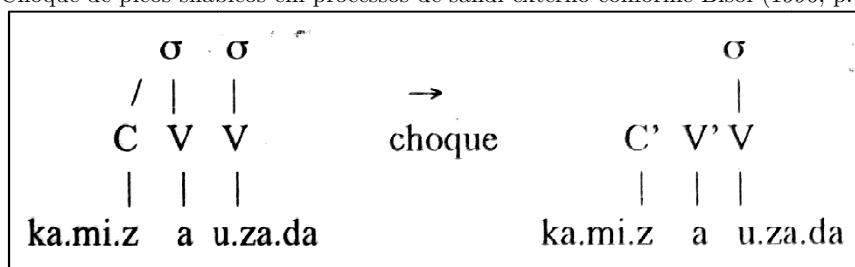 Choque de picos silábicos em processos de sandi externo conforme Bisol (1996, p.
σ σ σ
/ | | → |
C V V choque C’ V’ V
| | | | | |
ka.mi.z a u.za.da ka.mi.z a u.za.da